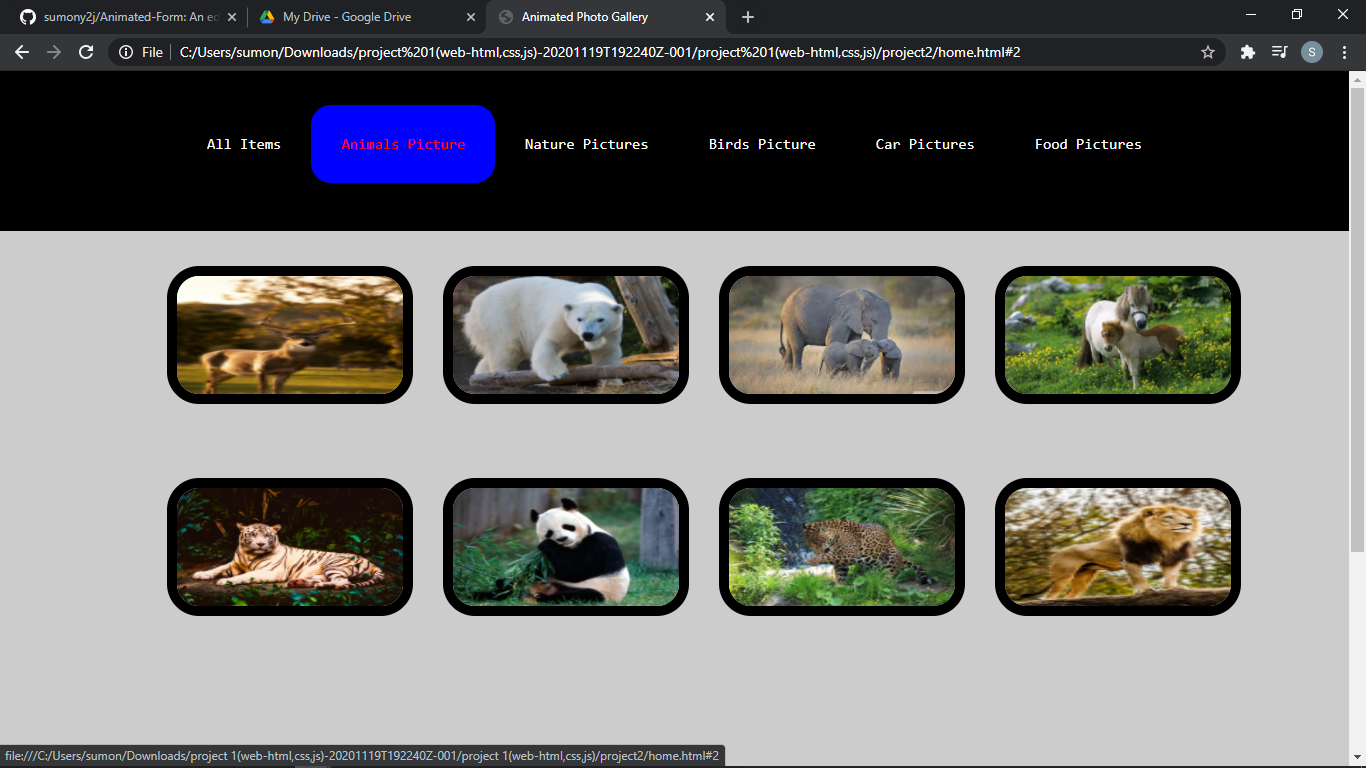 sumony2j/Animated-Form: An ed
My Drive - Google Drive
Animated Photo Gallery
File
C:/Users/sumon/Downloads/project%201(web-html,css,js)-20201119T192240Z-001/project%201(web-html,css,js)/project2/home.html#2
S
All Items
Animals Picture
Nature Pictures
Birds Picture
Car Pictures
Food Pictures
file:///C:/Users/sumon/Downloads/project 1(web-html,css,js)-20201119T192240Z-001/project 1(web-html,css,js)/project2/home.html#2